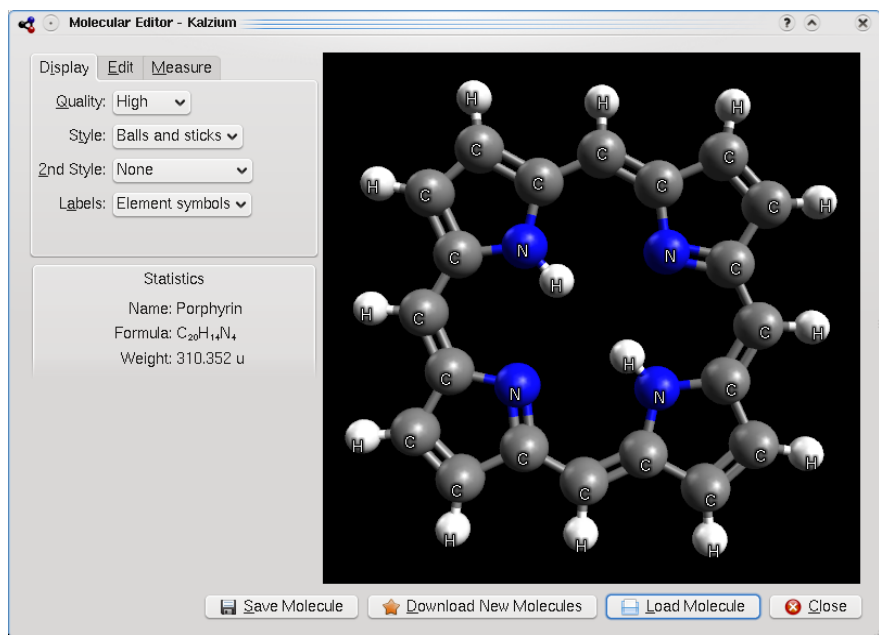 Molecular Editor - Kalzium
Display Edit Measure
Quality: High
Style: Balls and sticks
2nd Style: None
Labels: Element symbols
Statistics
Name: Porphyrin
Formula: C₂₀H₁₄N₄
Weight: 310.352 u
H H H
C C C
H C C C C H
C N N C
H
H C C H
H
C N N C
H C C C C H
C C C
H H H
Save Molecule Download New Molecules Load Molecule Close